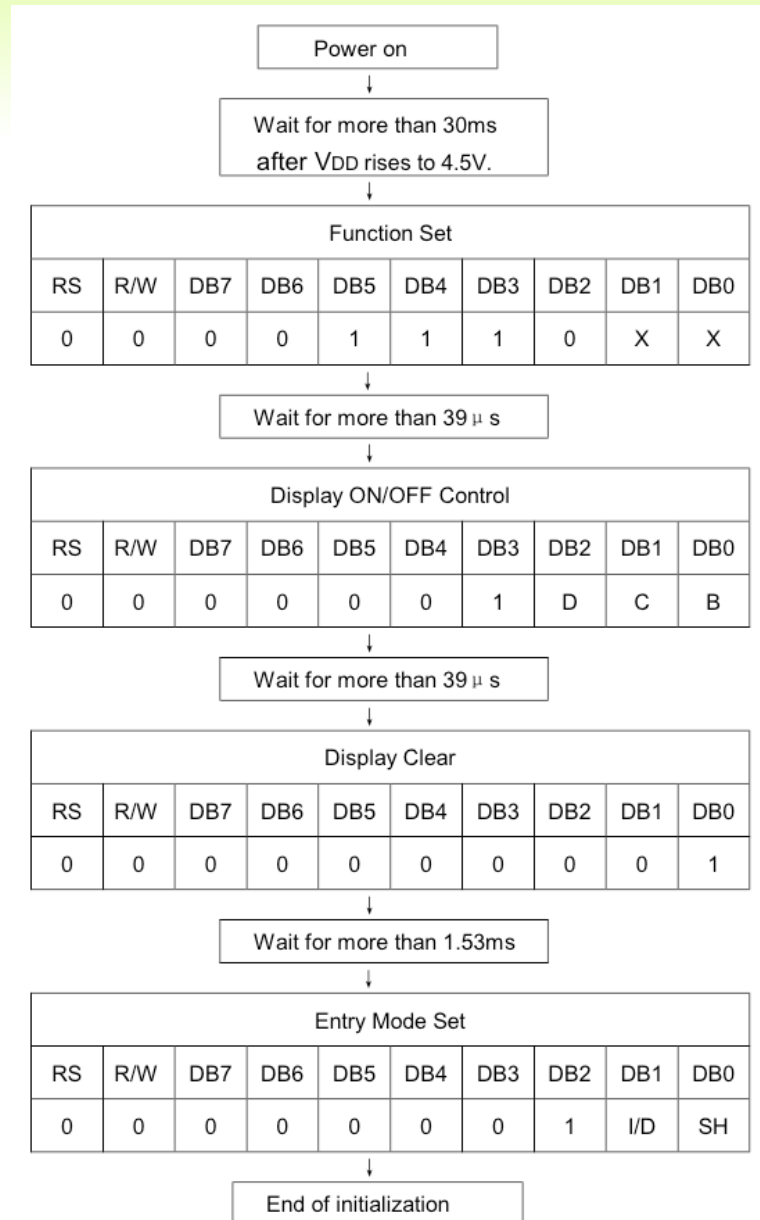 Power on
Wait for more than 30ms
after VDD rises to 4.5V.
Function Set
RS R/W DB7 DB6 DB5 DB4 DB3 DB2 DB1 DB0
0 0 0 0 1 1 1 0 X X
Wait for more than 39 μ s
Display ON/OFF Control
RS R/W DB7 DB6 DB5 DB4 DB3 DB2 DB1 DB0
0 0 0 0 0 0 1 D C B
Wait for more than 39 μ s
Display Clear
RS R/W DB7 DB6 DB5 DB4 DB3 DB2 DB1 DB0
0 0 0 0 0 0 0 0 0 1
Wait for more than 1.53ms
Entry Mode Set
RS R/W DB7 DB6 DB5 DB4 DB3 DB2 DB1 DB0
0 0 0 0 0 0 0 1 I/D SH
End of initialization